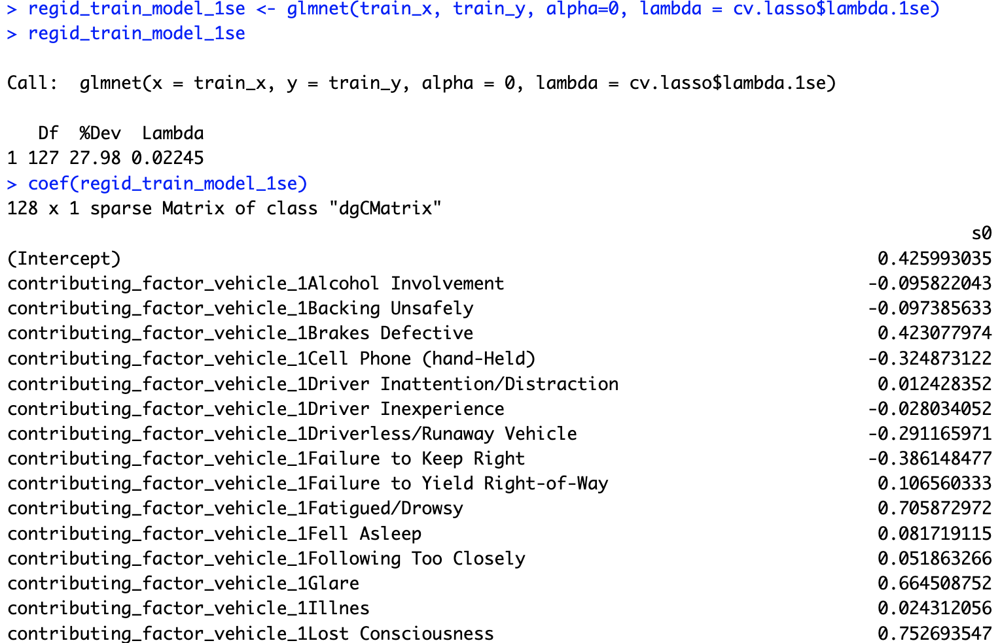 > regid_train_model_1se <- glmnet(train_x, train_y, alpha=0, lambda = cv.lasso$lambda.1se)
> regid_train_model_1se
Call:  glmnet(x = train_x, y = train_y, alpha = 0, lambda = cv.lasso$lambda.1se)
   Df  %Dev  Lambda
1 127 27.98 0.02245
> coef(regid_train_model_1se)
128 x 1 sparse Matrix of class "dgCMatrix"
s0
(Intercept) 0.425993035
contributing_factor_vehicle_1Alcohol Involvement -0.095822043
contributing_factor_vehicle_1Backing Unsafely -0.097385633
contributing_factor_vehicle_1Brakes Defective 0.423077974
contributing_factor_vehicle_1Cell Phone (hand-Held) -0.324873122
contributing_factor_vehicle_1Driver Inattention/Distraction 0.012428352
contributing_factor_vehicle_1Driver Inexperience -0.028034052
contributing_factor_vehicle_1Driverless/Runaway Vehicle -0.291165971
contributing_factor_vehicle_1Failure to Keep Right -0.386148477
contributing_factor_vehicle_1Failure to Yield Right-of-Way 0.106560333
contributing_factor_vehicle_1Fatigued/Drowsy 0.705872972
contributing_factor_vehicle_1Fell Asleep 0.081719115
contributing_factor_vehicle_1Following Too Closely 0.051863266
contributing_factor_vehicle_1Glare 0.664508752
contributing_factor_vehicle_1Illnes 0.024312056
contributing_factor_vehicle_1Lost Consciousness 0.752693547